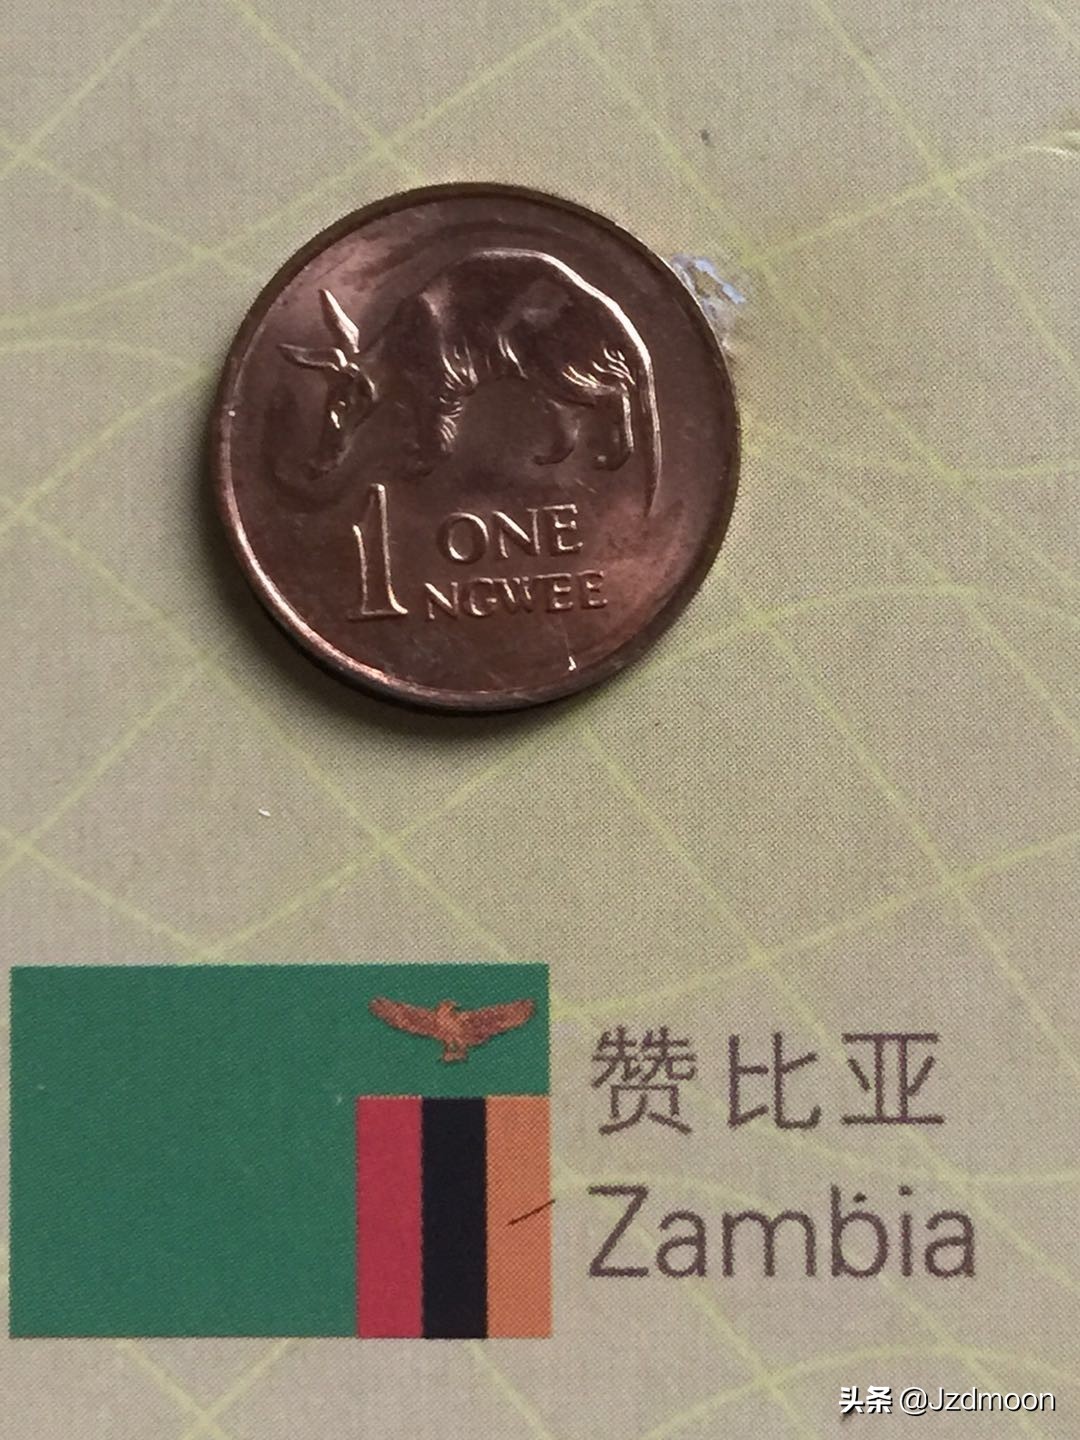 1 ONE
NGWEE
赞比亚
Zambia
头条 @Jzdmoon